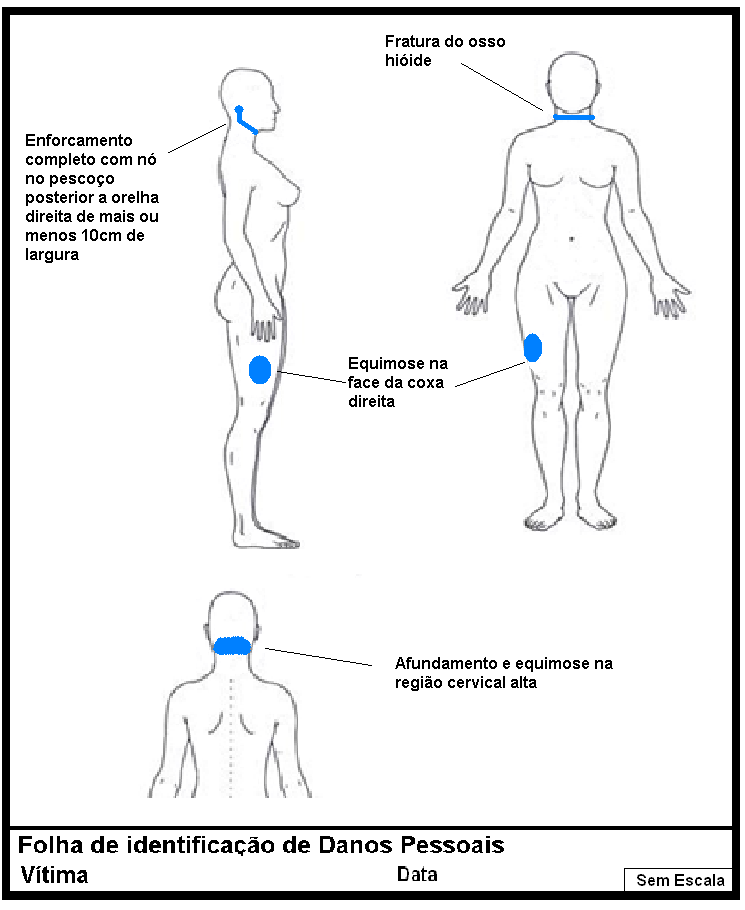 Fratura do osso
hióide
Enforcamento
completo com nó
no pescoço
posterior a orelha
direita de mais ou
menos 10cm de
largura
Equimose na
face da coxa
direita
Afundamento e equimose na
região cervical alta
Folha de identificação de Danos Pessoais
Vítima
Data
Sem Escala